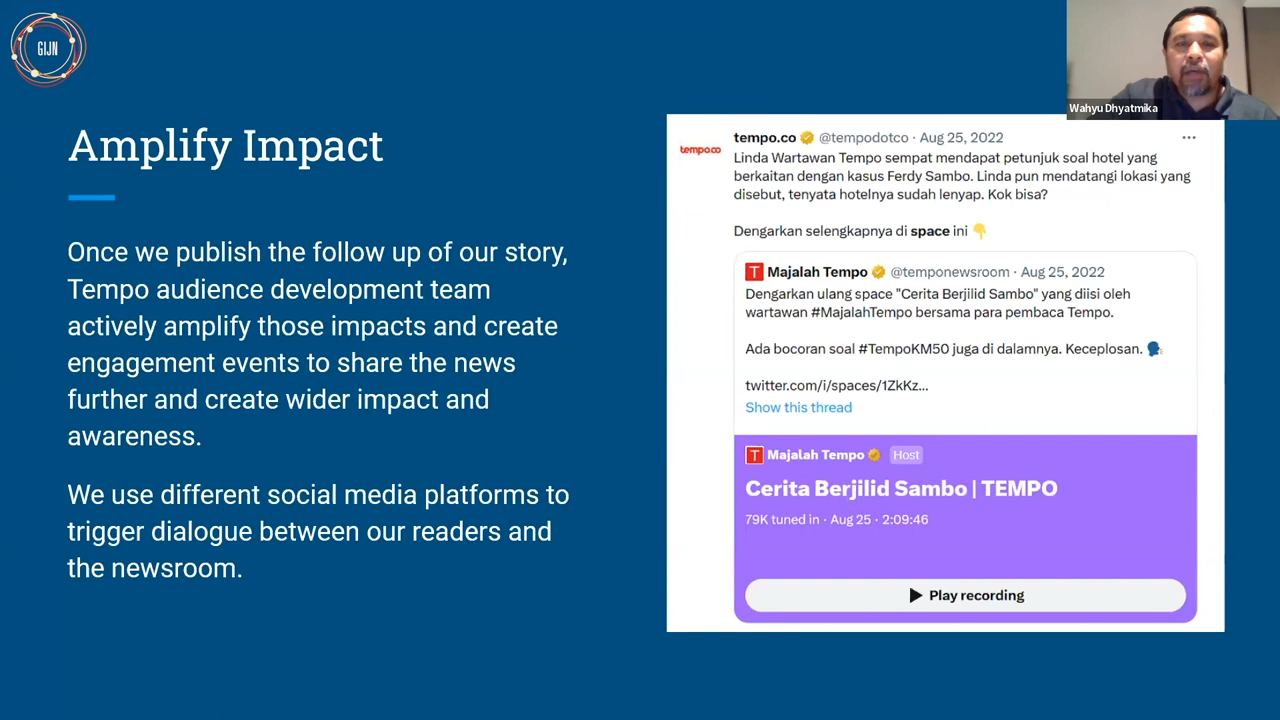 GIJN
Wahyu Dhyatmika
Amplify Impact
Once we publish the follow up of our story,
Tempo audience development team
actively amplify those impacts and create
engagement events to share the news
further and create wider impact and
awareness.
We use different social media platforms to
trigger dialogue between our readers and
the newsroom.
tempo.co
tempo.co @tempodotco · Aug 25, 2022
Linda Wartawan Tempo sempat mendapat petunjuk soal hotel yang
berkaitan dengan kasus Ferdy Sambo. Linda pun mendatangi lokasi yang
disebut, tenyata hotelnya sudah lenyap. Kok bisa?
Dengarkan selengkapnya di space ini 👇
T Majalah Tempo @temponewsroom · Aug 25, 2022
Dengarkan ulang space "Cerita Berjilid Sambo" yang diisi oleh
wartawan #MajalahTempo bersama para pembaca Tempo.
Ada bocoran soal #TempoKM50 juga di dalamnya. Keceplosan. 🗣
twitter.com/i/spaces/1ZkKz...
Show this thread
T Majalah Tempo Host
Cerita Berjilid Sambo | TEMPO
79K tuned in · Aug 25 · 2:09:46
Play recording